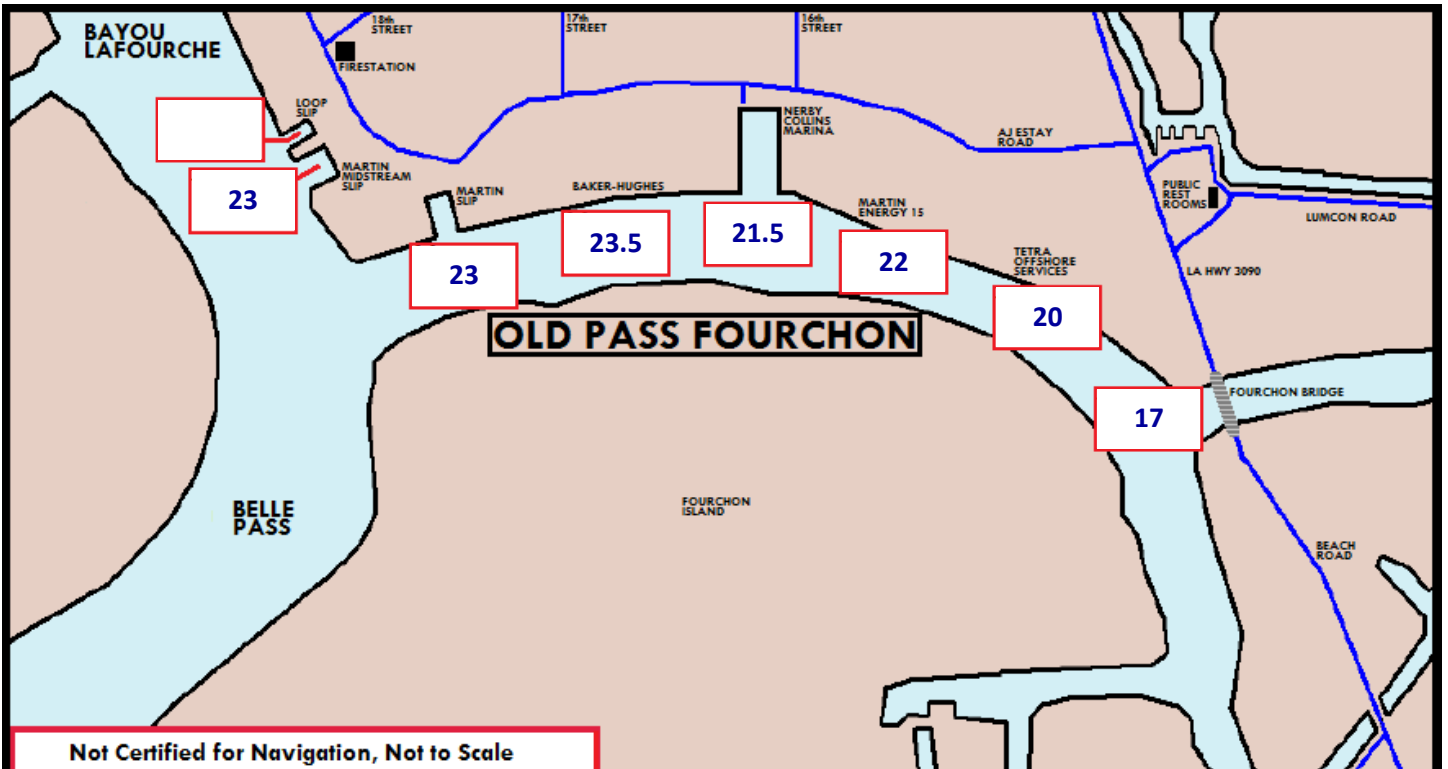 BAYOU
LAFOURCHE
18th
STREET
17th
STREET
16th
STREET
FIRESTATION
LOOP
SLIP
NERBY
COLLINS
MARINA
AJ ESTAY
ROAD
MARTIN
MIDSTREAM
SLIP
23
MARTIN
SLIP
BAKER-HUGHES
MARTIN
ENERGY 15
PUBLIC
REST
ROOMS
LUMCON ROAD
23
23.5
21.5
22
TETRA
OFFSHORE
SERVICES
LA HWY 3090
20
OLD PASS FOURCHON
17
FOURCHON BRIDGE
BELLE
PASS
FOURCHON
ISLAND
BEACH
ROAD
Not Certified for Navigation, Not to Scale